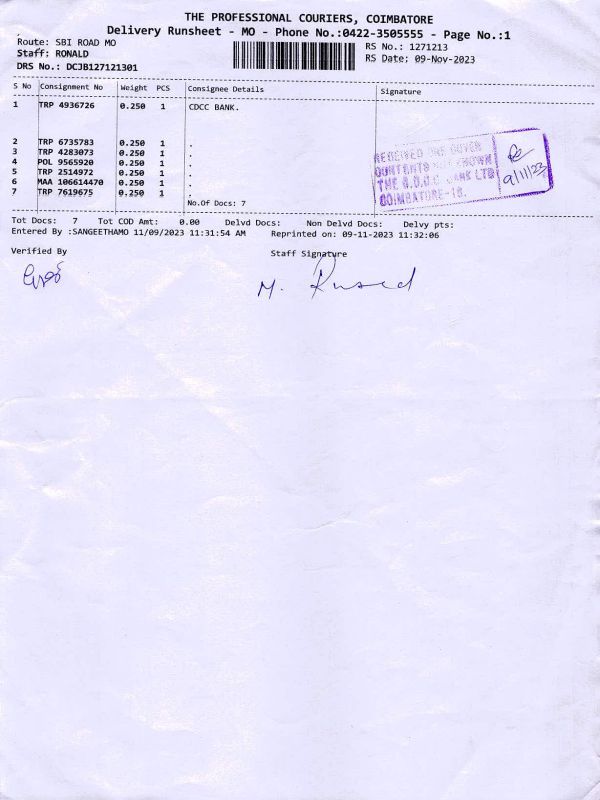 THE PROFESSIONAL COURIERS, COIMBATORE
Delivery Runsheet - MO - Phone No.:0422-3505555 - Page No.:1
Route: SBI ROAD MO
RS No.: 1271213
Staff: RONALD
RS Date; 09-Nov-2023
DRS No.: DCJB127121301
S No Consignment No Weight PCS Consignee Details Signature
1 TRP 4936726 0.250 1 CDCC BANK.
2 TRP 6735783 0.250 1 .
3 TRP 4283073 0.250 1 .
4 POL 9565920 0.250 1 .
5 TRP 2514972 0.250 1 .
6 MAA 106614470 0.250 1 .
7 TRP 7619675 0.250 1 .
No.Of Docs: 7
RECEIVED THE COVER
CONTENTS NOT KNOWN
THE C.D.C.C. BANK LTD
COIMBATORE-18.
9/11/23
Tot Docs: 7 Tot COD Amt: 0.00 Delvd Docs: Non Delvd Docs: Delvy pts:
Entered By :SANGEETHAMO 11/09/2023 11:31:54 AM Reprinted on: 09-11-2023 11:32:06
Verified By
Staff Signature